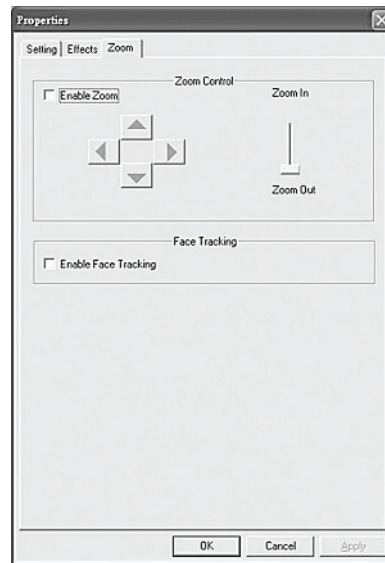 Properties
Setting Effects Zoom
Zoom Control
Enable Zoom
Zoom In
Zoom Out
Face Tracking
Enable Face Tracking
OK Cancel Apply